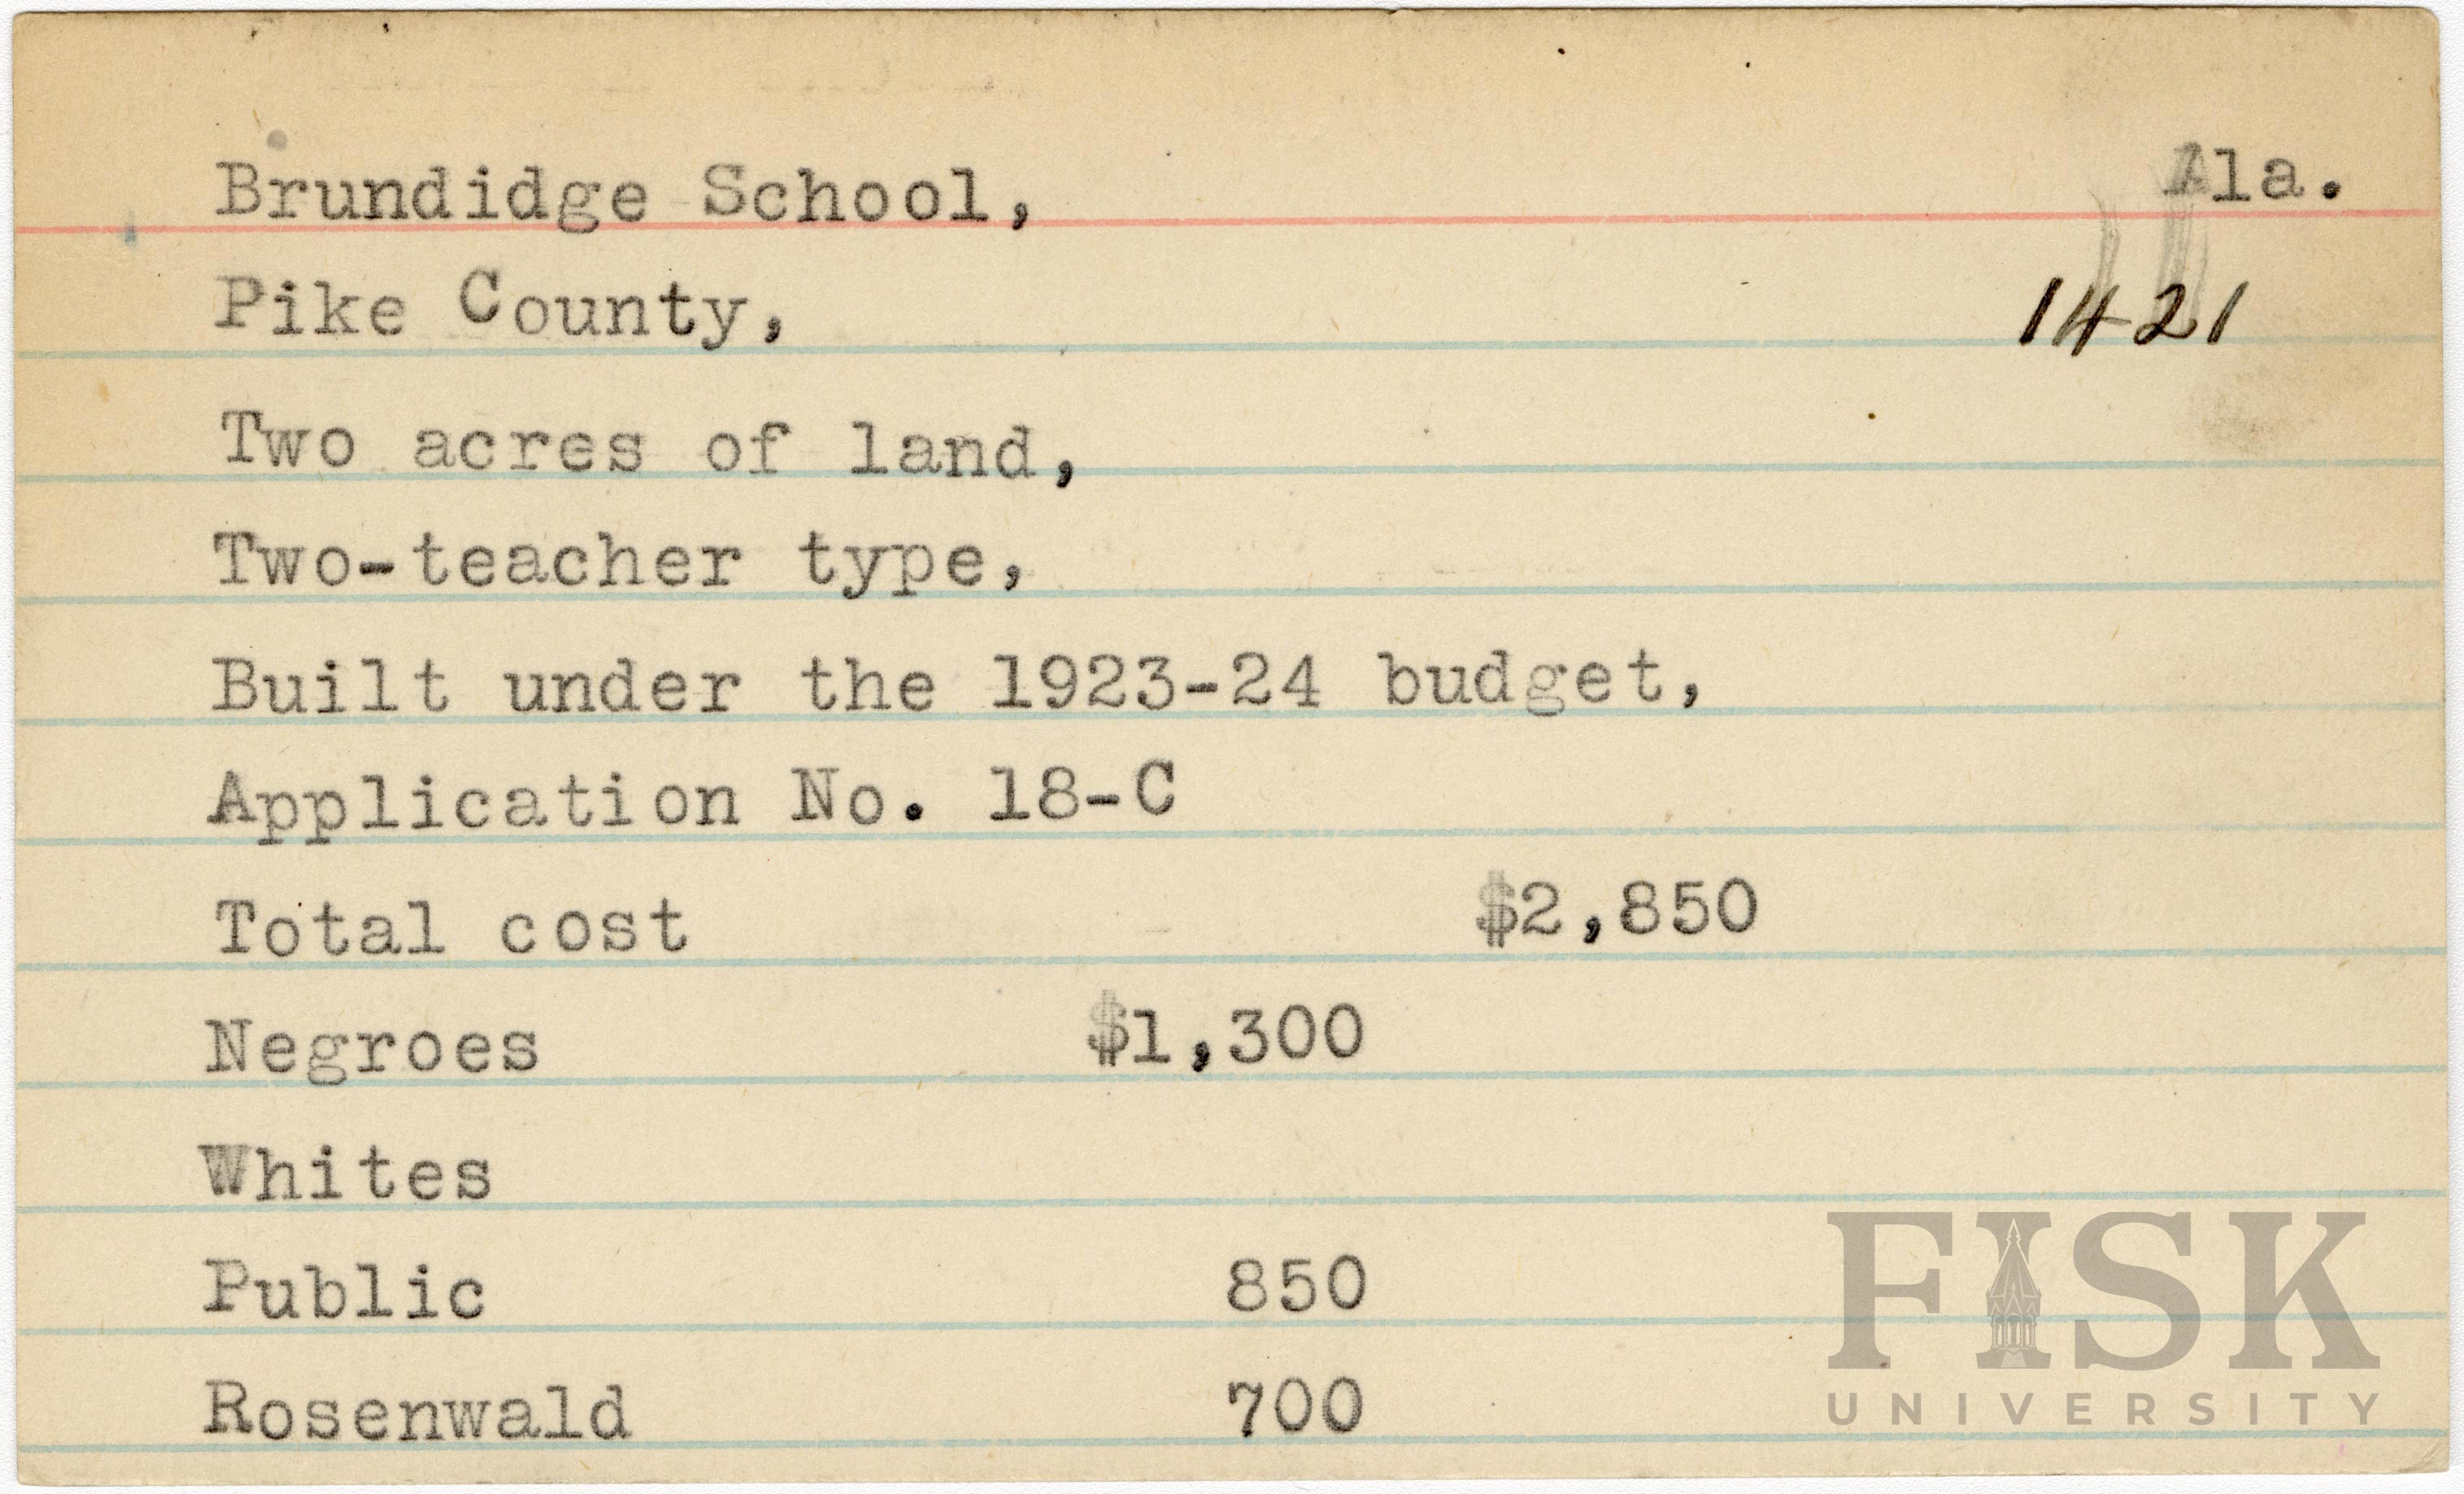 Brundidge School, Ala.
Pike County, 1421
Two acres of land,
Two-teacher type,
Built under the 1923-24 budget,
Application No. 18-C
Total cost $2,850
Negroes $1,300
Whites
Public 850
Rosenwald 700
FISK
UNIVERSITY